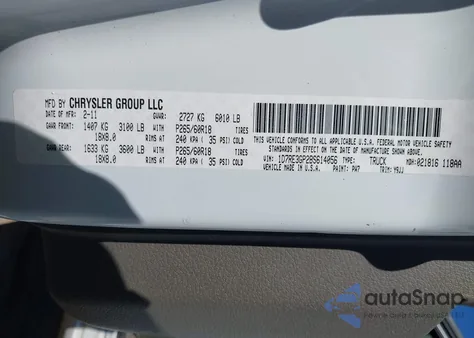 MFD BY CHRYSLER GROUP LLC
DATE OF MFR 2-11 GVWR: 2727 KG 6010 LB
GAWR FRONT: 1407 KG 3100 LB WITH P265/60R18 TIRES
18X8.0 RIMS AT 240 KPA ( 35 PSI) COLD
GAWR REAR: 1633 KG 3600 LB WITH P265/60R18 TIRES
18X8.0 RIMS AT 240 KPA ( 35 PSI) COLD
THIS VEHICLE CONFORMS TO ALL APPLICABLE U.S.A. FEDERAL MOTOR VEHICLE
SAFETY STANDARDS IN EFFECT ON THE DATE OF MANUFACTURE SHOWN ABOVE.
VIN: 1D7RE3GP2BS614056 TYPE: TRUCK MDH: 021816 118AA
VEHICLE MADE IN U.S.A. PAINT: PW7 TRIM: Y9JJ
autoSnap